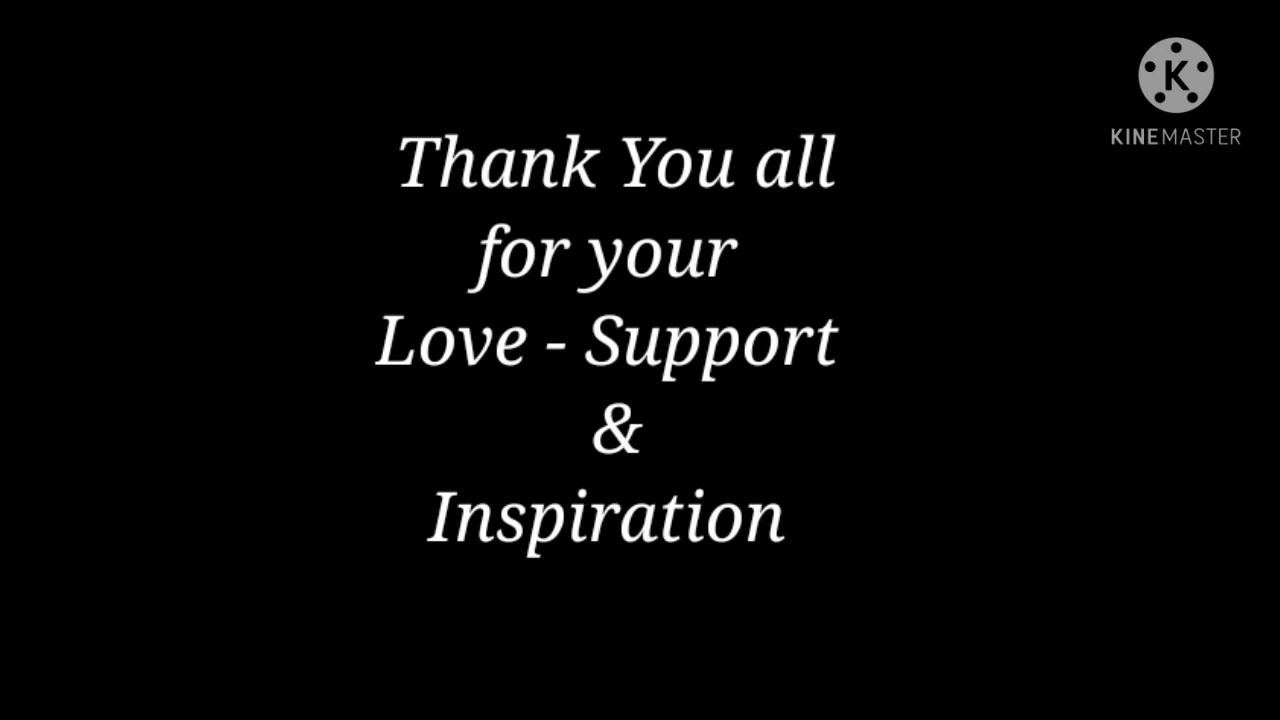 K
KINEMASTER
Thank You all
for your
Love - Support
&
Inspiration